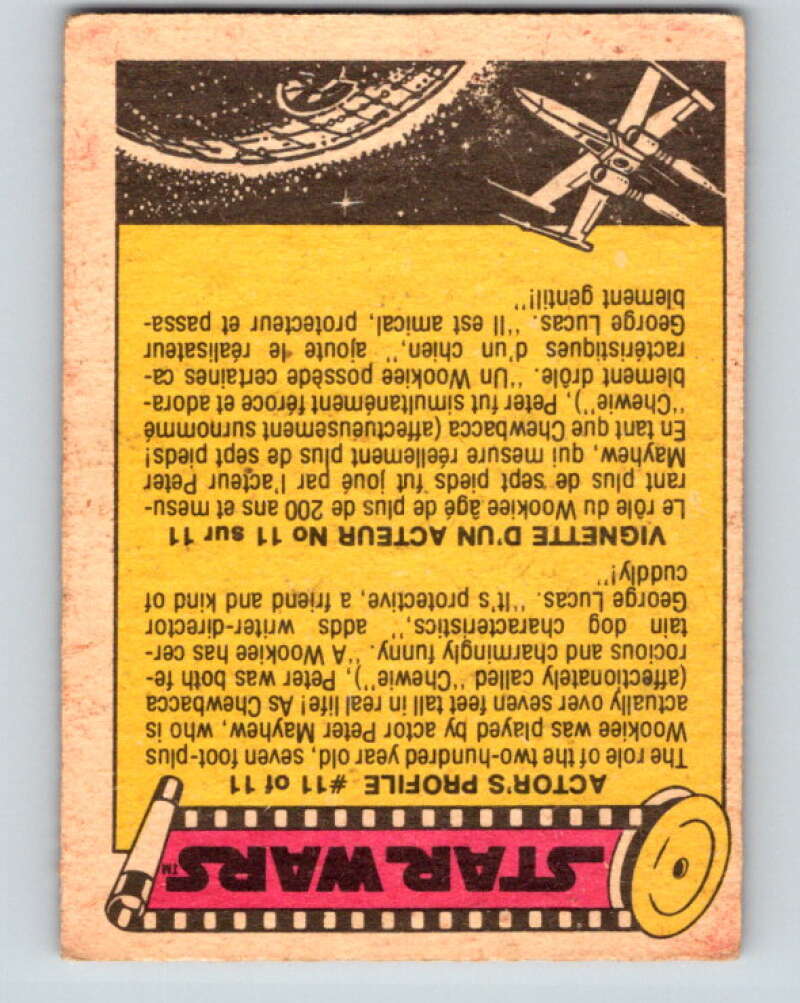 STAR WARS™
ACTOR'S PROFILE #11 of 11
The role of the two-hundred year old, seven foot-plus
Wookiee was played by actor Peter Mayhew, who is
actually over seven feet tall in real life! As Chewbacca
(affectionately called "Chewie"), Peter was both fe-
rocious and charmingly funny. "A Wookiee has cer-
tain dog characteristics," adds writer-director
George Lucas. "It's protective, a friend and kind of
cuddly!"
VIGNETTE D'UN ACTEUR No 11 sur 11
Le rôle du Wookiee âgé de plus de 200 ans et mesu-
rant plus de sept pieds fut joué par l'acteur Peter
Mayhew, qui mesure réellement plus de sept pieds!
En tant que Chewbacca (affectueusement surnommé
"Chewie"), Peter fut simultanément féroce et adora-
blement drôle. "Un Wookiee possède certaines ca-
ractéristiques d'un chien," ajoute le réalisateur
George Lucas. "Il est amical, protecteur et passa-
blement gentil!"